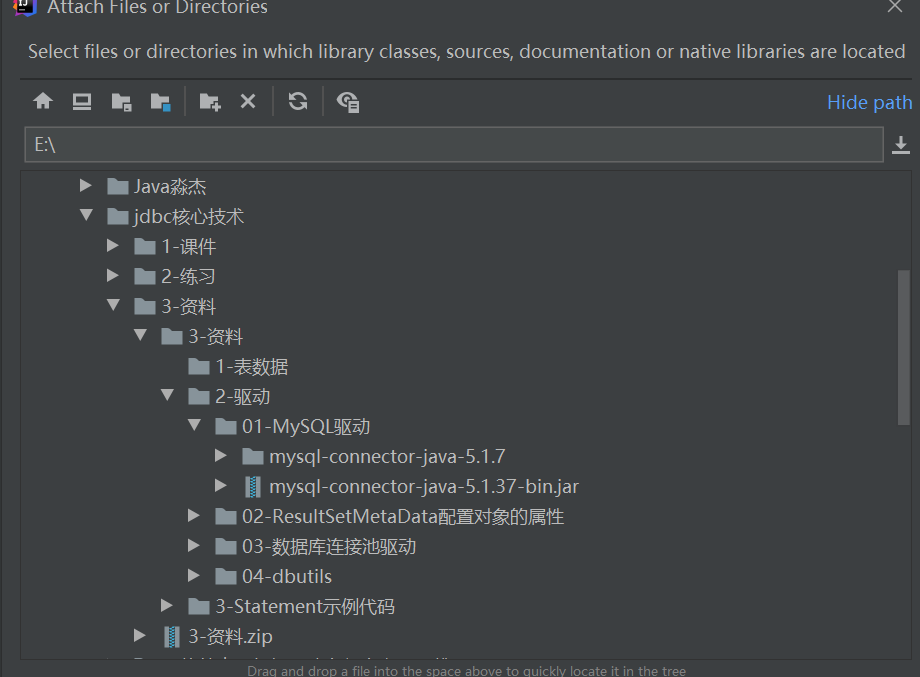 Attach Files or Directories
Select files or directories in which library classes, sources, documentation or native libraries are located
Hide path
E:\
Java淼杰
jdbc核心技术
1-课件
2-练习
3-资料
3-资料
1-表数据
2-驱动
01-MySQL驱动
mysql-connector-java-5.1.7
mysql-connector-java-5.1.37-bin.jar
02-ResultSetMetaData配置对象的属性
03-数据库连接池驱动
04-dbutils
3-Statement示例代码
3-资料.zip
Drag and drop a file into the space above to quickly locate it in the tree